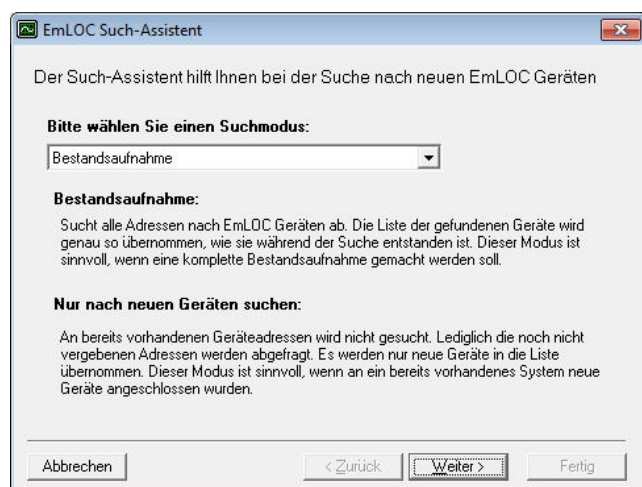 EmLOC Such-Assistent
Der Such-Assistent hilft Ihnen bei der Suche nach neuen EmLOC Geräten
Bitte wählen Sie einen Suchmodus:
Bestandsaufnahme
Bestandsaufnahme:
Sucht alle Adressen nach EmLOC Geräten ab. Die Liste der gefundenen Geräte wird
genau so übernommen, wie sie während der Suche entstanden ist. Dieser Modus ist
sinnvoll, wenn eine komplette Bestandsaufnahme gemacht werden soll.
Nur nach neuen Geräten suchen:
An bereits vorhandenen Geräteadressen wird nicht gesucht. Lediglich die noch nicht
vergebenen Adressen werden abgefragt. Es werden nur neue Geräte in die Liste
übernommen. Dieser Modus ist sinnvoll, wenn an ein bereits vorhandenes System neue
Geräte angeschlossen wurden.
Abbrechen < Zurück Weiter > Fertig